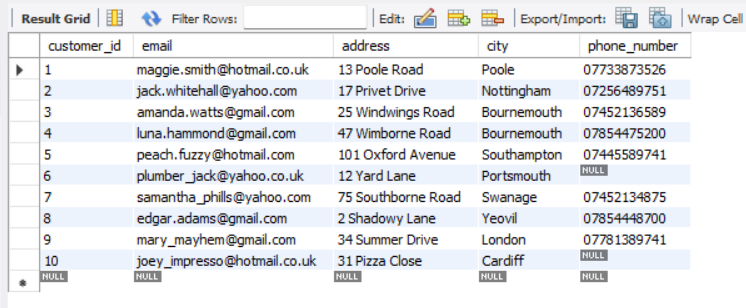 Result Grid Filter Rows: Edit: Export/Import: Wrap Cell
customer_id email address city phone_number
1 maggie.smith@hotmail.co.uk 13 Poole Road Poole 07733873526
2 jack.whitehall@yahoo.com 17 Privet Drive Nottingham 07256489751
3 amanda.watts@gmail.com 25 Windwings Road Bournemouth 07452136589
4 luna.hammond@gmail.com 47 Wimborne Road Bournemouth 07854475200
5 peach.fuzzy@hotmail.com 101 Oxford Avenue Southampton 07445589741
6 plumber_jack@yahoo.co.uk 12 Yard Lane Portsmouth NULL
7 samantha_phills@yahoo.com 75 Southborne Road Swanage 07452134875
8 edgar.adams@gmail.com 2 Shadowy Lane Yeovil 07854448700
9 mary_mayhem@gmail.com 34 Summer Drive London 07781389741
10 joey_impresso@hotmail.co.uk 31 Pizza Close Cardiff NULL
NULL NULL NULL NULL NULL